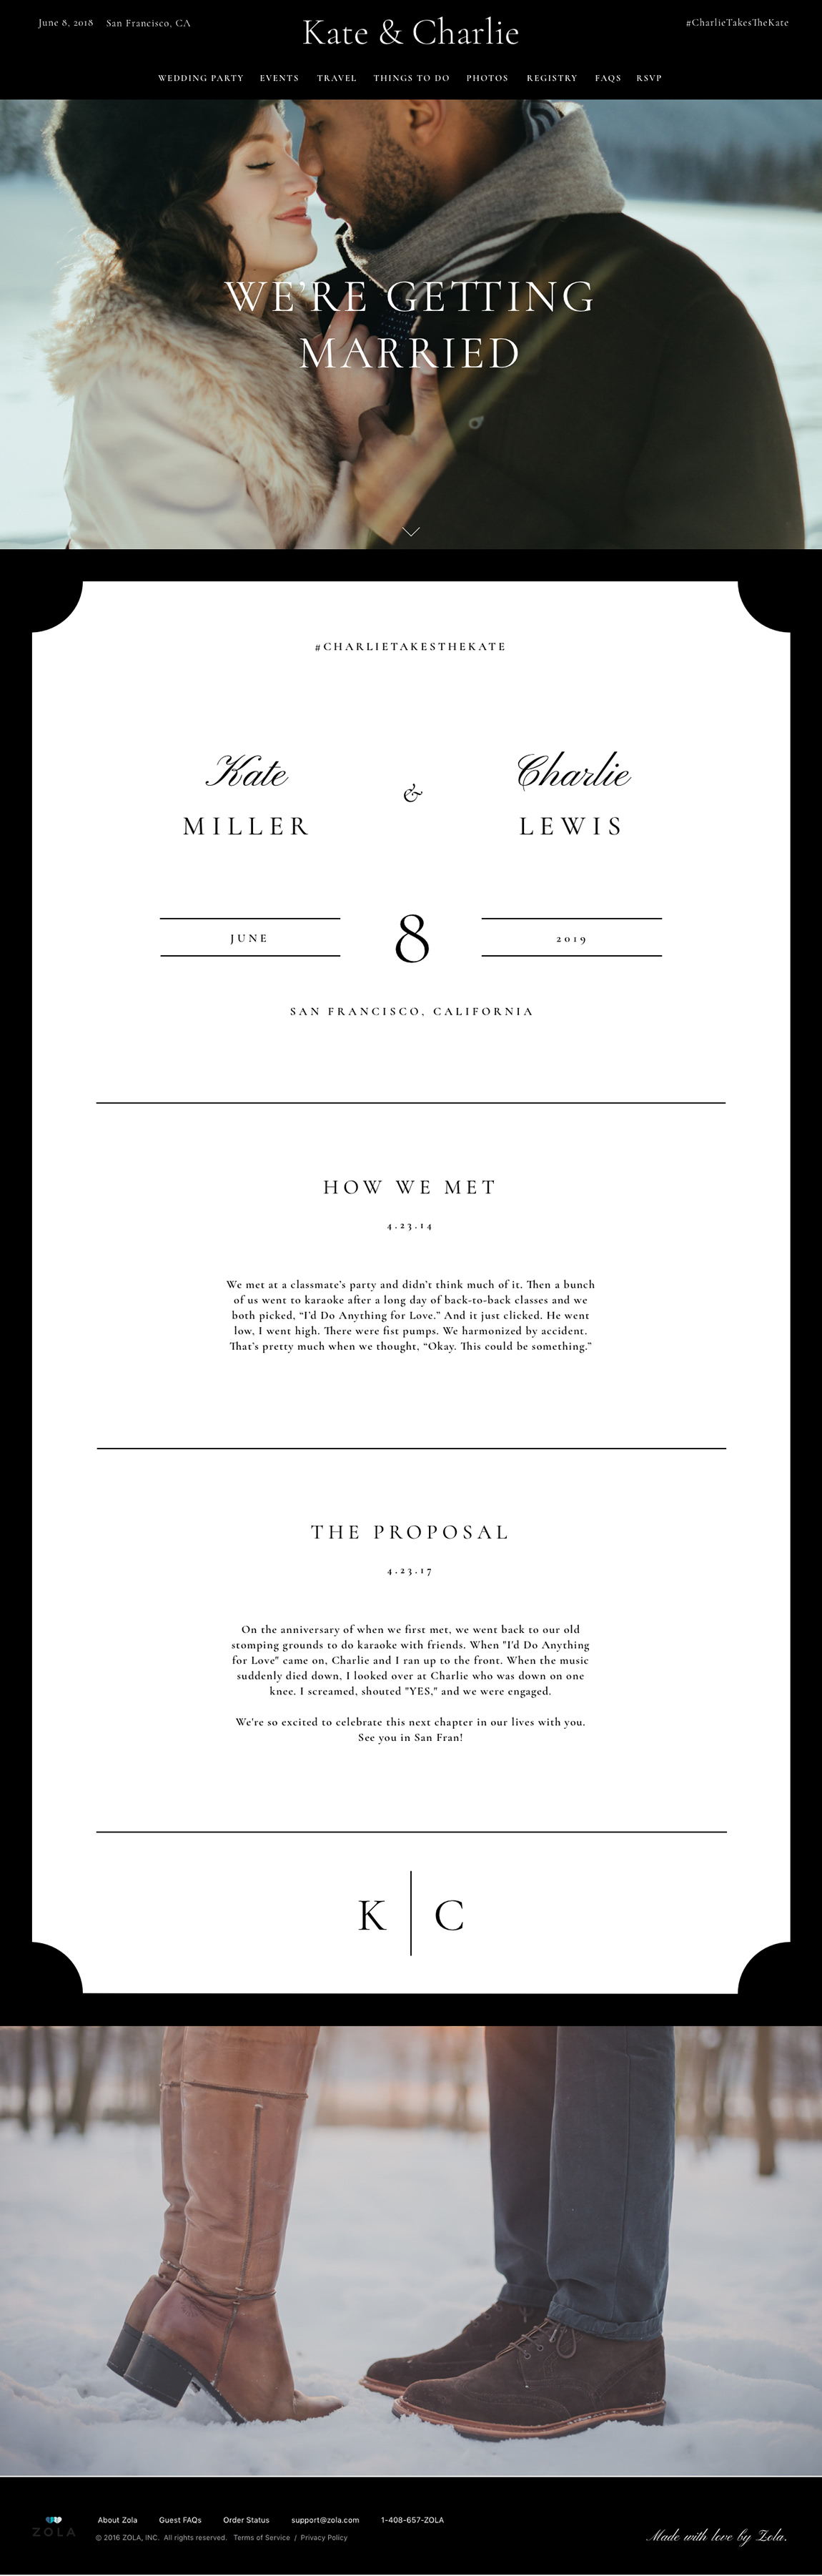 June 8, 2018 San Francisco, CA
Kate & Charlie
#CharlieTakesTheKate
WEDDING PARTY EVENTS TRAVEL THINGS TO DO PHOTOS REGISTRY FAQS RSVP
WE'RE GETTING
MARRIED
#CHARLIETAKESTHEKATE
Kate & Charlie
MILLER LEWIS
JUNE 8 2019
SAN FRANCISCO, CALIFORNIA
HOW WE MET
4.23.14
We met at a classmate's party and didn't think much of it. Then a bunch
of us went to karaoke after a long day of back-to-back classes and we
both picked, “I'd Do Anything for Love.” And it just clicked. He went
low, I went high. There were fist pumps. We harmonized by accident.
That's pretty much when we thought, “Okay. This could be something.”
THE PROPOSAL
4.23.17
On the anniversary of when we first met, we went back to our old
stomping grounds to do karaoke with friends. When "I'd Do Anything
for Love" came on, Charlie and I ran up to the front. When the music
suddenly died down, I looked over at Charlie who was down on one
knee. I screamed, shouted "YES," and we were engaged.
We're so excited to celebrate this next chapter in our lives with you.
See you in San Fran!
K C
ZOLA
About Zola Guest FAQs Order Status support@zola.com 1-408-657-ZOLA
© 2016 ZOLA, INC. All rights reserved. Terms of Service / Privacy Policy
Made with love by Zola.